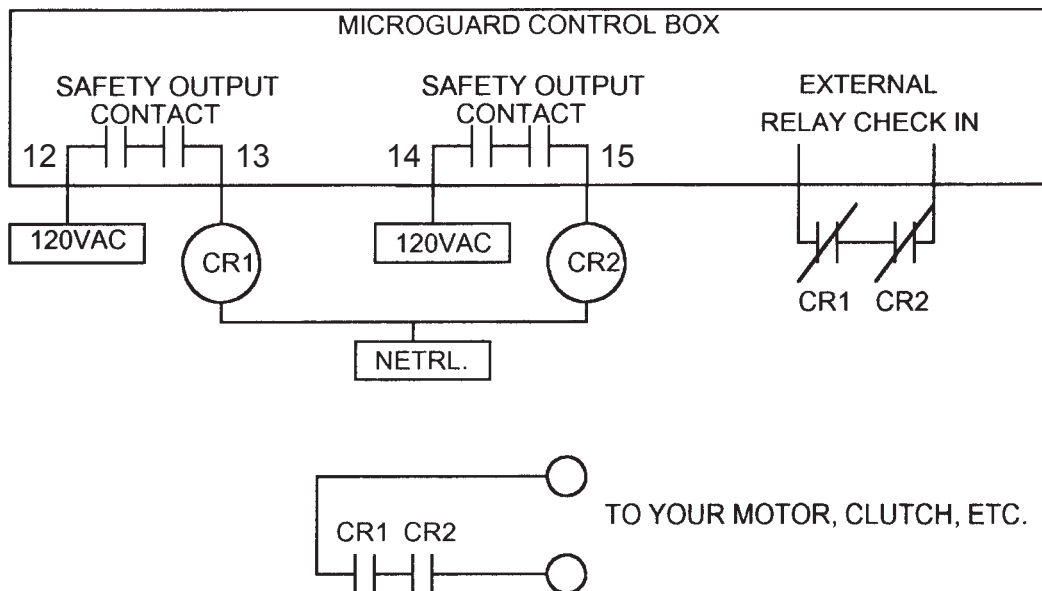 MICROGUARD CONTROL BOX
SAFETY OUTPUT
CONTACT
SAFETY OUTPUT
CONTACT
EXTERNAL
RELAY CHECK IN
12
13
14
15
120VAC
CR1
120VAC
CR2
CR1
CR2
NETRL.
CR1
CR2
TO YOUR MOTOR, CLUTCH, ETC.